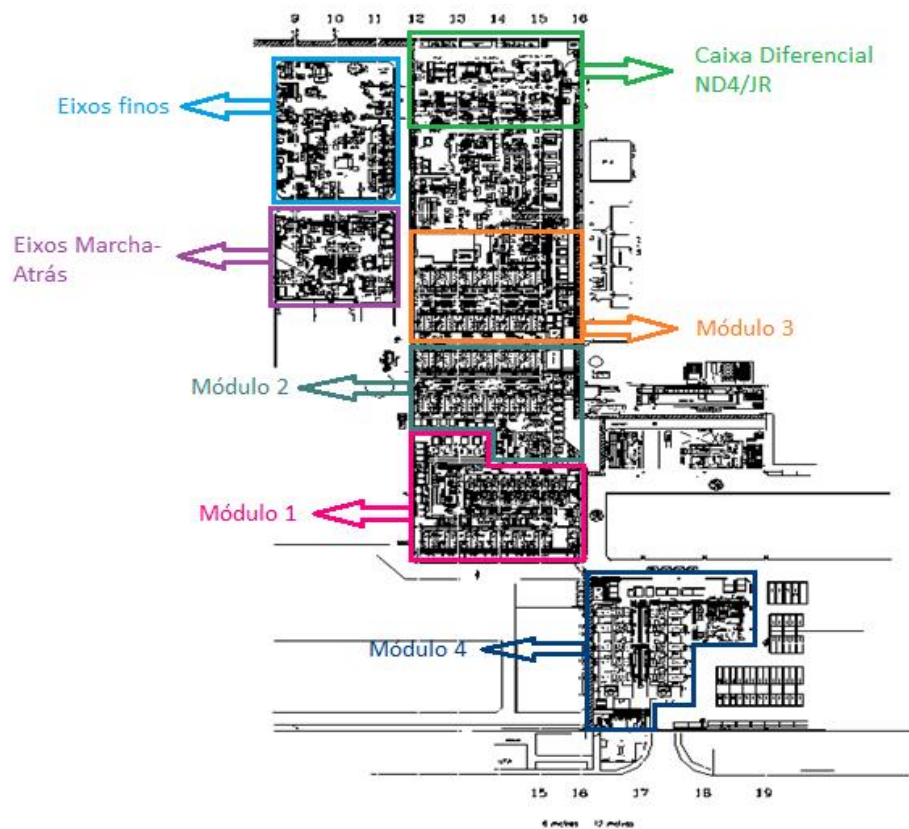 9 10 11 12 13 14 15 16
Caixa Diferencial
ND4/JR
Eixos finos
Eixos Marcha-
Atrás
Módulo 3
Módulo 2
Módulo 1
Módulo 4
15 16 17 18 19